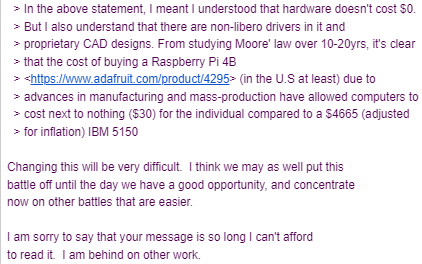 > In the above statement, I meant I understood that hardware doesn't cost $0.
> But I also understand that there are non-libero drivers in it and
> proprietary CAD designs. From studying Moore' law over 10-20yrs, it's clear
> that the cost of buying a Raspberry Pi 4B
> <https://www.adafruit.com/product/4295> (in the U.S at least) due to
> advances in manufacturing and mass-production have allowed computers to
> cost next to nothing ($30) for the individual compared to a $4665 (adjusted
> for inflation) IBM 5150
Changing this will be very difficult.  I think we may as well put this
battle off until the day we have a good opportunity, and concentrate
now on other battles that are easier.
I am sorry to say that your message is so long I can't afford
to read it.  I am behind on other work.